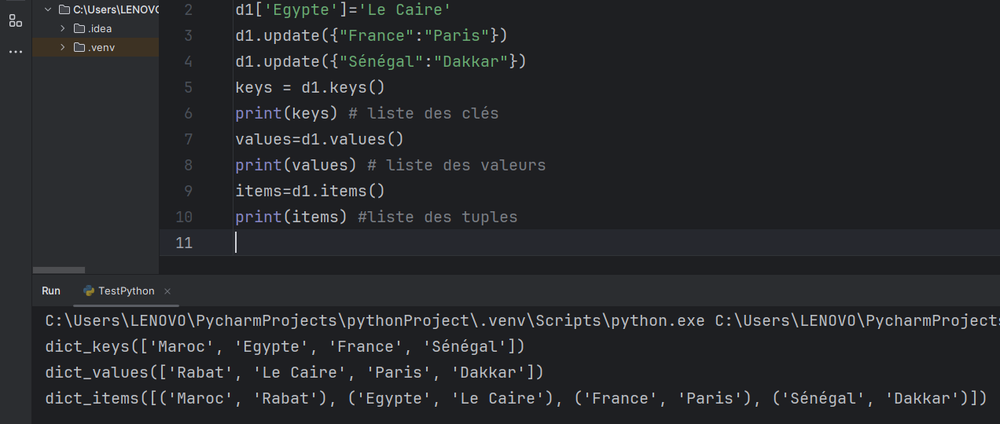 C:\Users\LENOVO
.idea
.venv
2 d1['Egypte']='Le Caire'
3 d1.update({"France":"Paris"})
4 d1.update({"Sénégal":"Dakkar"})
5 keys = d1.keys()
6 print(keys) # liste des clés
7 values=d1.values()
8 print(values) # liste des valeurs
9 items=d1.items()
10 print(items) #liste des tuples
11
Run TestPython ×
C:\Users\LENOVO\PycharmProjects\pythonProject\.venv\Scripts\python.exe C:\Users\LENOVO\PycharmProjects
dict_keys(['Maroc', 'Egypte', 'France', 'Sénégal'])
dict_values(['Rabat', 'Le Caire', 'Paris', 'Dakkar'])
dict_items([('Maroc', 'Rabat'), ('Egypte', 'Le Caire'), ('France', 'Paris'), ('Sénégal', 'Dakkar')])